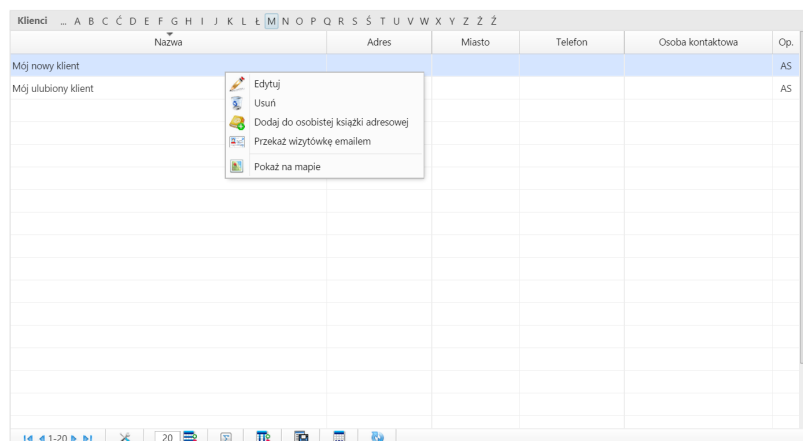 Klienci ... A B C Ć D E F G H I J K L Ł M N O P Q R S Ś T U V W X Y Z Ż Ź
Nazwa Adres Miasto Telefon Osoba kontaktowa Op.
Mój nowy klient AS
Mój ulubiony klient AS
Edytuj
Usuń
Dodaj do osobistej książki adresowej
Przekaż wizytówkę emailem
Pokaż na mapie
1-20 20